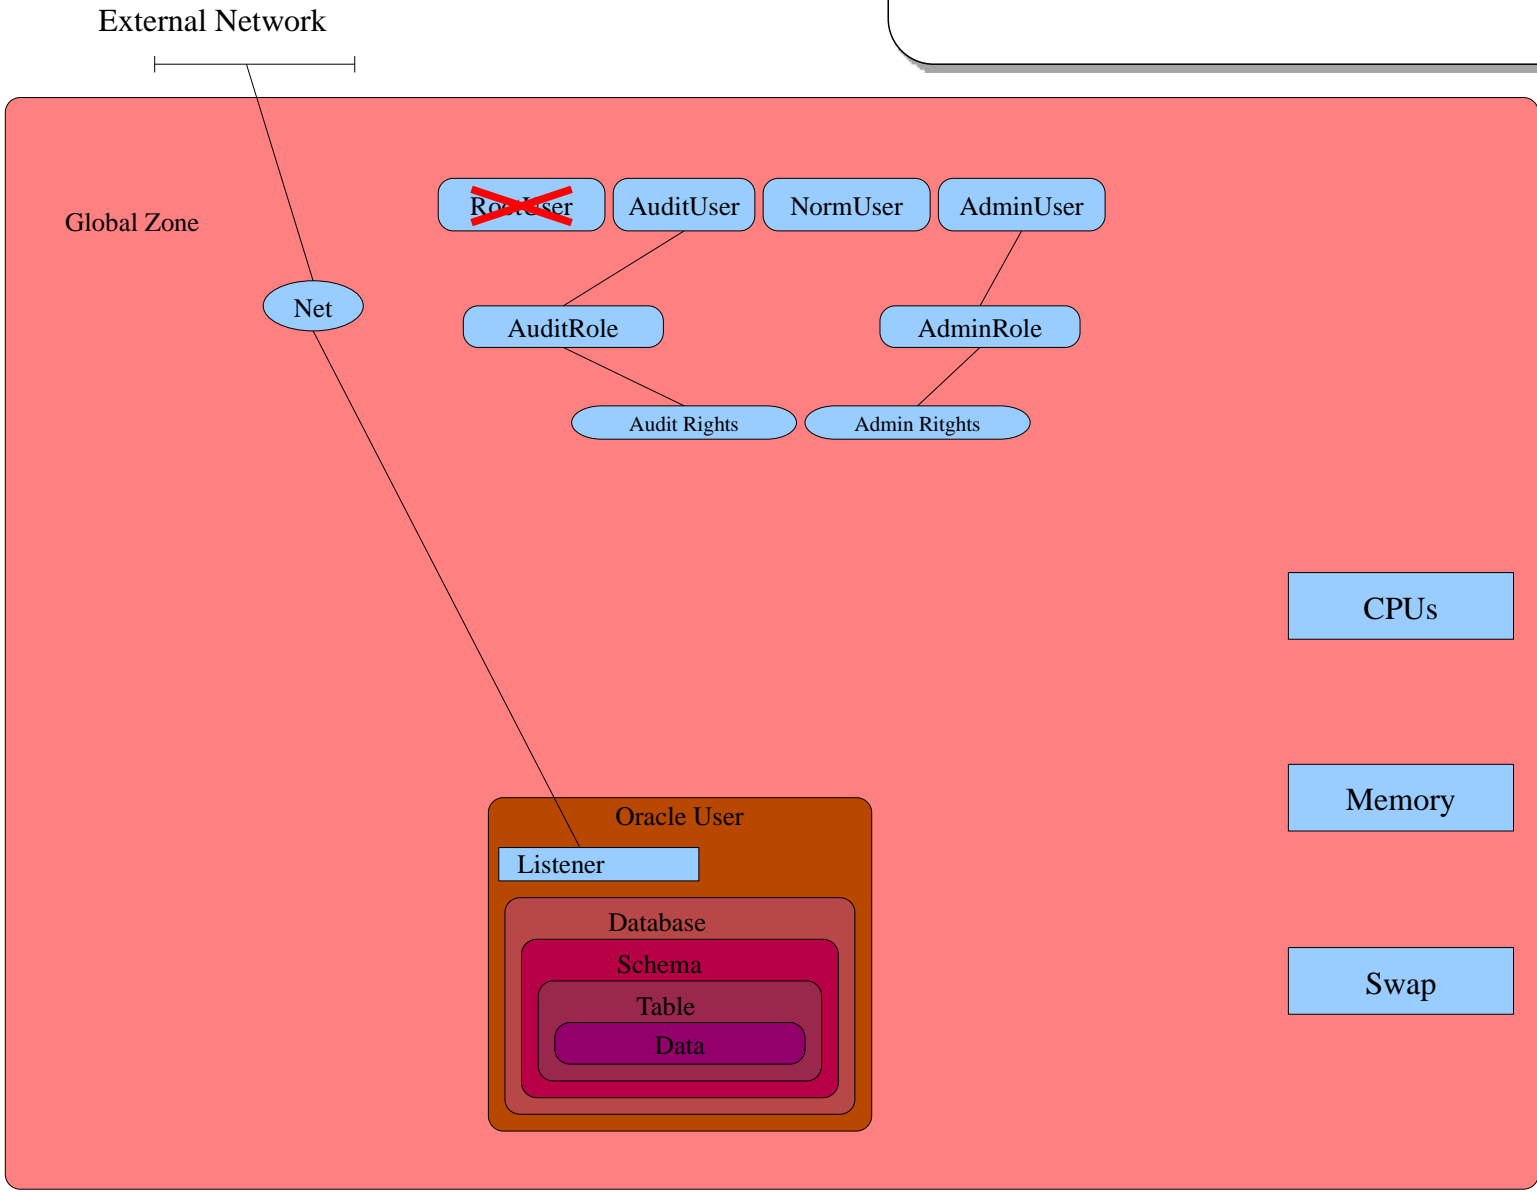 External Network
Global Zone
RootUser
AuditUser
NormUser
AdminUser
Net
AuditRole
AdminRole
Audit Rights
Admin Ritghts
CPUs
Memory
Oracle User
Listener
Database
Schema
Swap
Table
Data